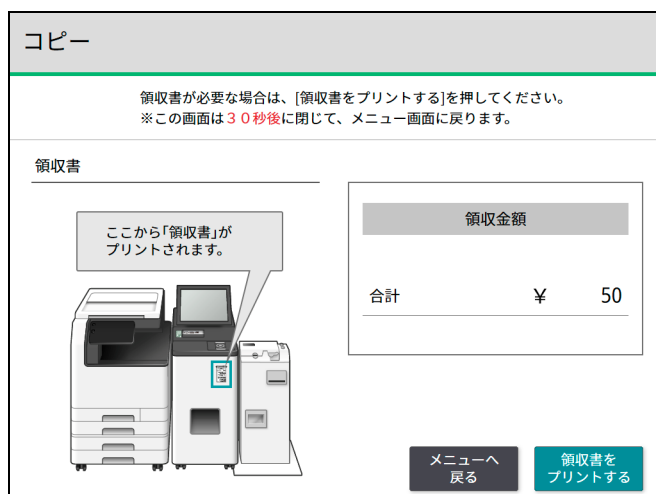 コピー
領収書が必要な場合は、[領収書をプリントする]を押してください。
※この画面は３０秒後に閉じて、メニュー画面に戻ります。
領収書
ここから「領収書」が
プリントされます。
領収金額
合計 ¥ 50
メニューへ
戻る
領収書を
プリントする